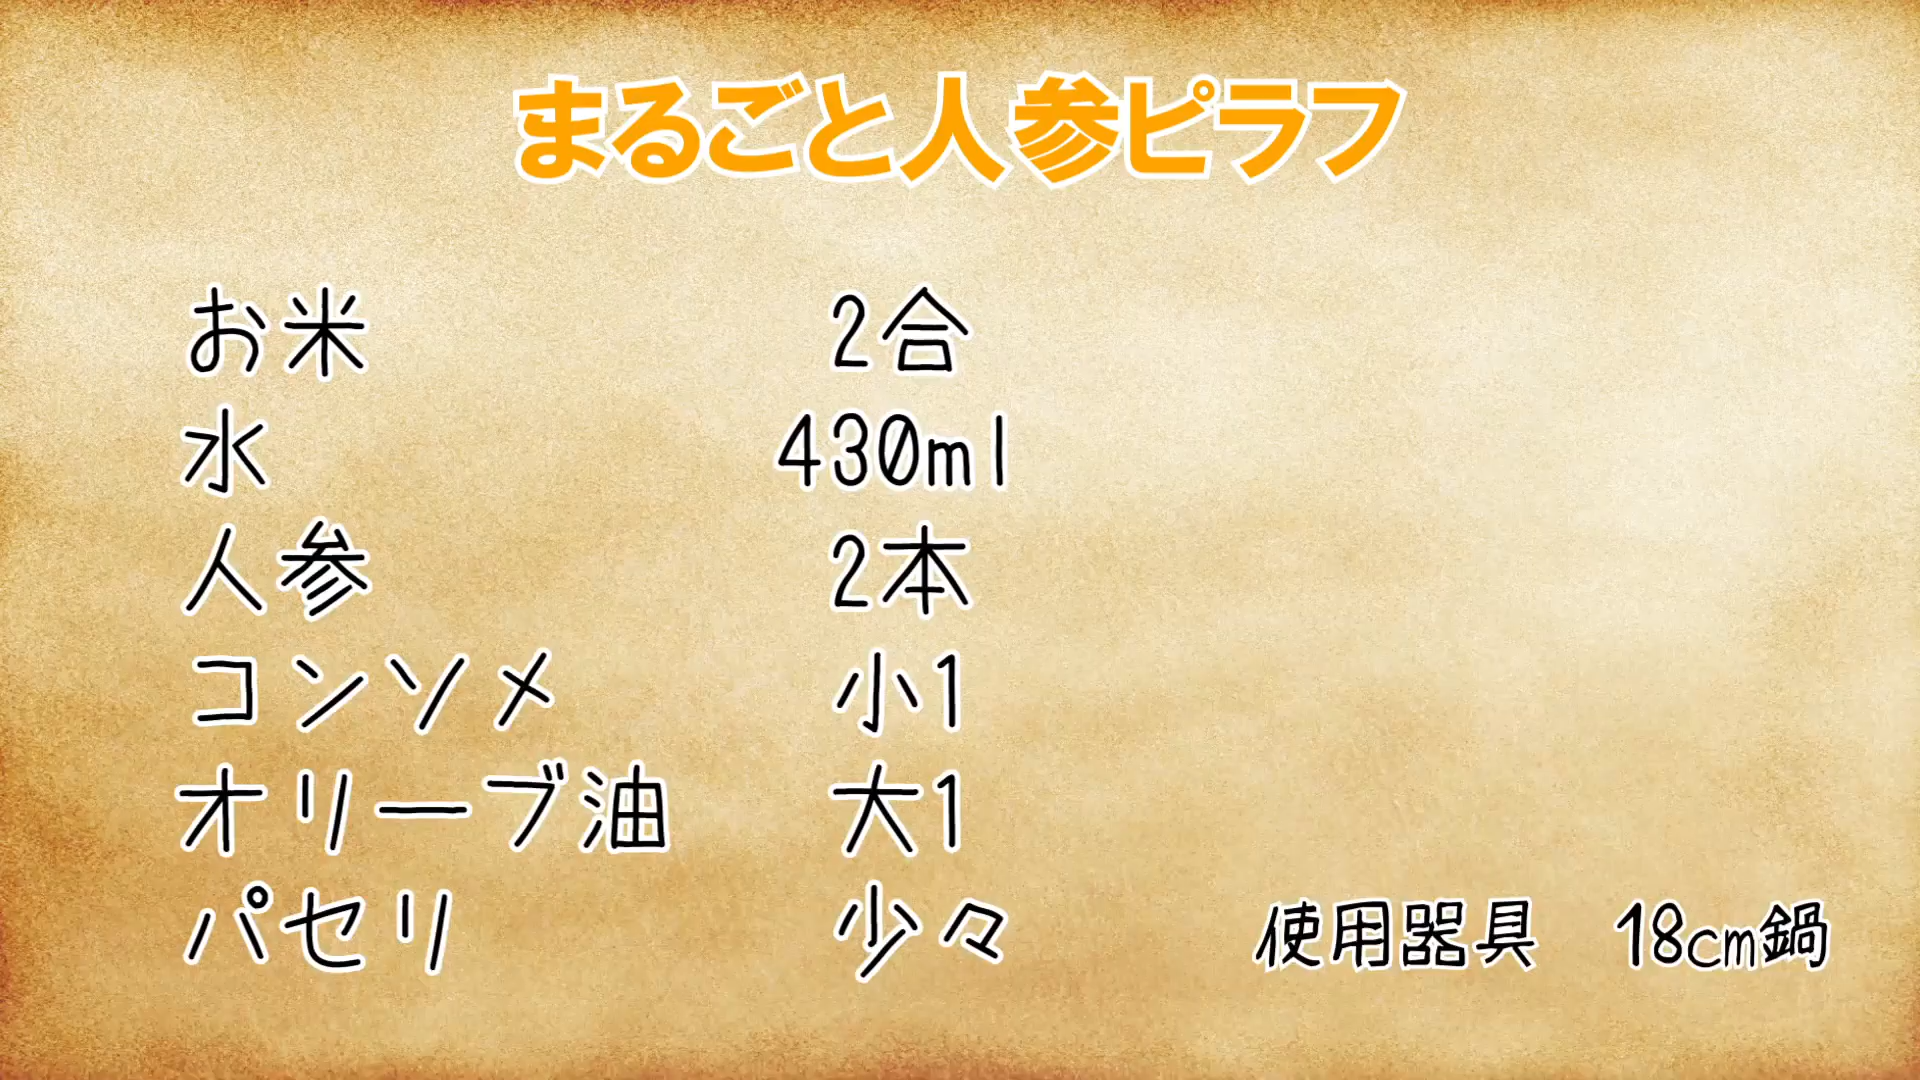 まるごと人参ピラフ
お米 2合
水 430ml
人参 2本
コンソメ 小1
オリーブ油 大1
パセリ 少々
使用器具 18cm鍋